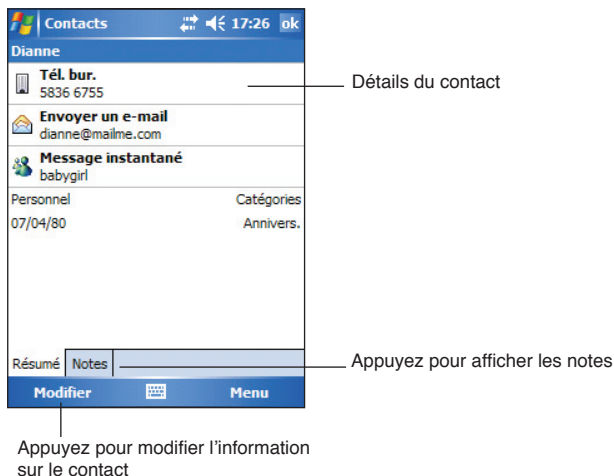 Contacts 17:26 ok
Dianne
Tél. bur.
5836 6755
Détails du contact
Envoyer un e-mail
dianne@mailme.com
Message instantané
babygirl
Personnel Catégories
07/04/80 Annivers.
Résumé Notes
Appuyez pour afficher les notes
Modifier Menu
Appuyez pour modifier l'information
sur le contact